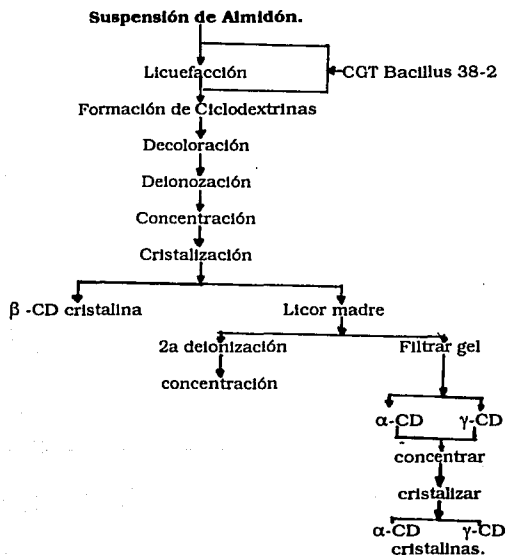 Suspensión de Almidón.
Licuefacción
CGT Bacillus 38-2
Formación de Ciclodextrinas
Decoloración
Deionozación
Concentración
Cristalización
β -CD cristalina
Licor madre
2a deionización
Filtrar gel
concentración
α-CD γ-CD
concentrar
cristalizar
α-CD γ-CD
cristalinas.